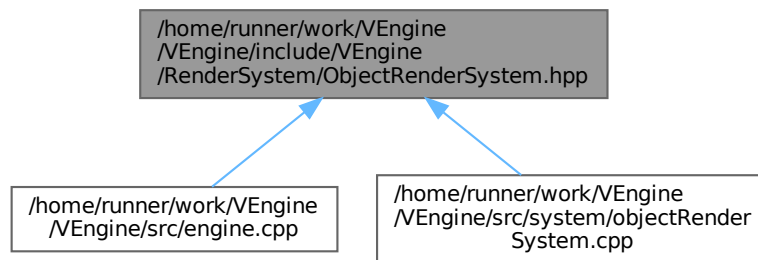 /home/runner/work/VEngine
/VEngine/include/VEngine
/RenderSystem/ObjectRenderSystem.hpp
/home/runner/work/VEngine
/VEngine/src/engine.cpp
/home/runner/work/VEngine
/VEngine/src/system/objectRender
System.cpp